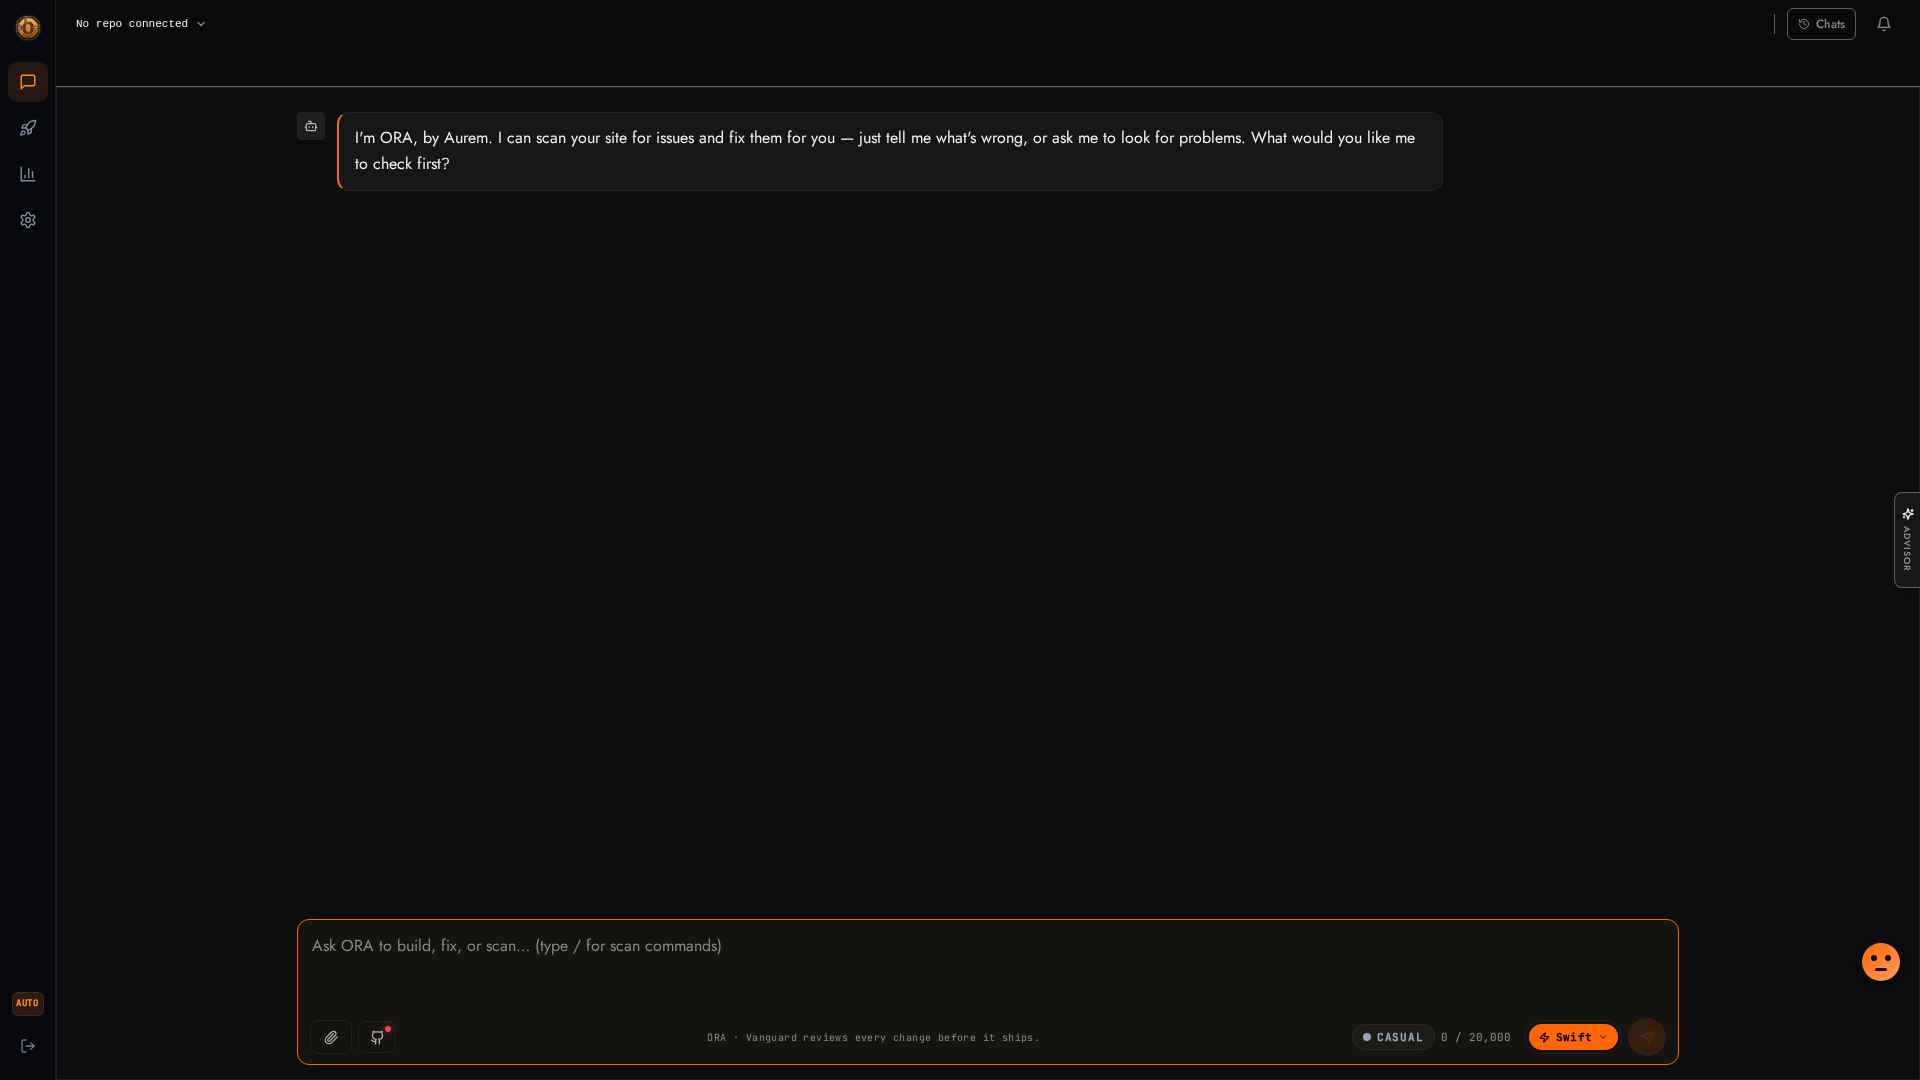 No repo connected
Chats
I'm ORA, by Aurem. I can scan your site for issues and fix them for you — just tell me what's wrong, or ask me to look for problems. What would you like me
to check first?
ADVISOR
Ask ORA to build, fix, or scan... (type / for scan commands)
AUTO
ORA · Vanguard reviews every change before it ships.
CASUAL
0 / 20,000
Swift